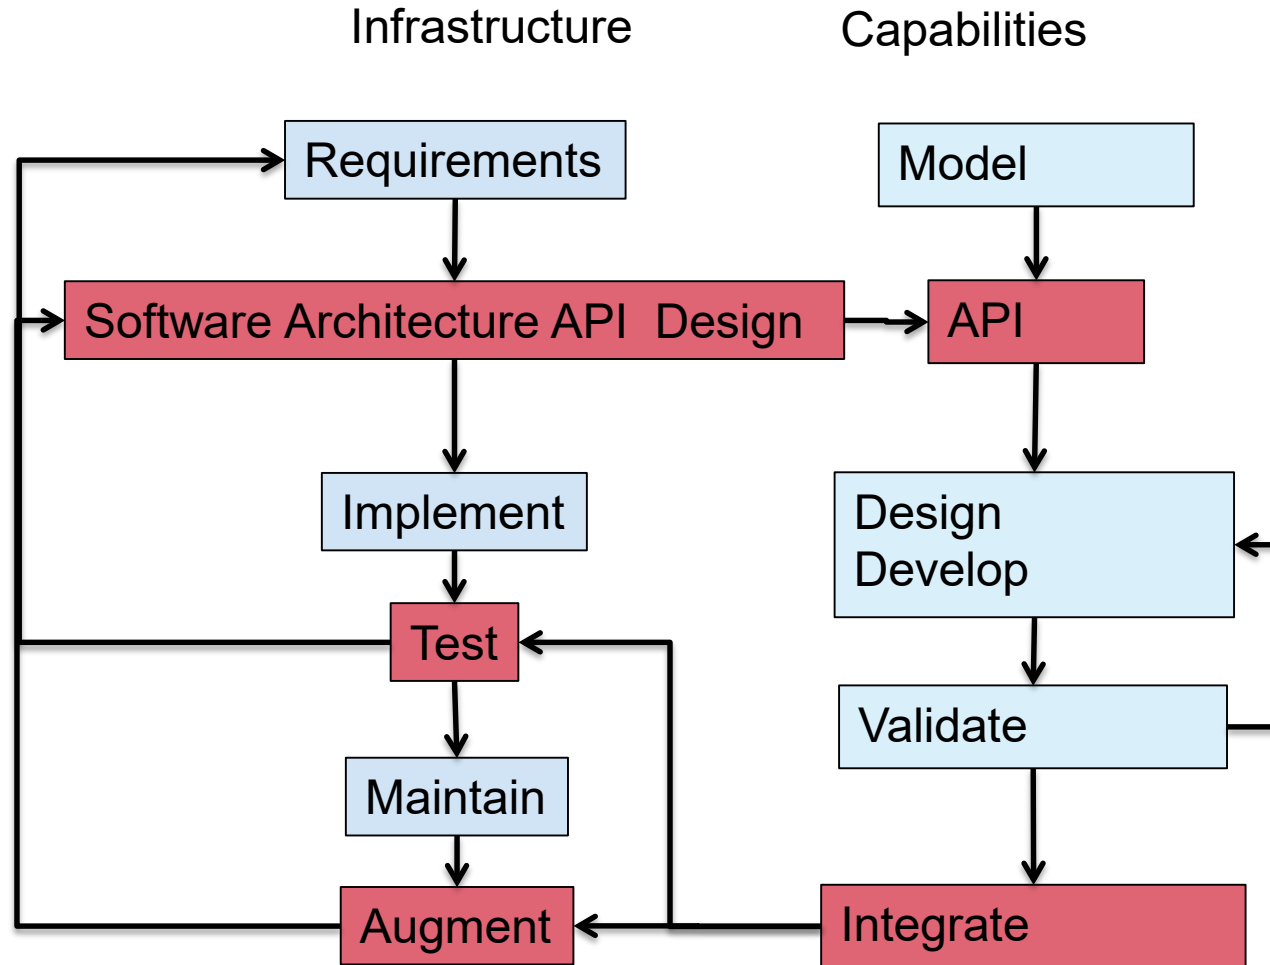 Infrastructure
Capabilities
Requirements
Model
Software Architecture API  Design
API
Implement
Design
Develop
Test
Validate
Maintain
Augment
Integrate